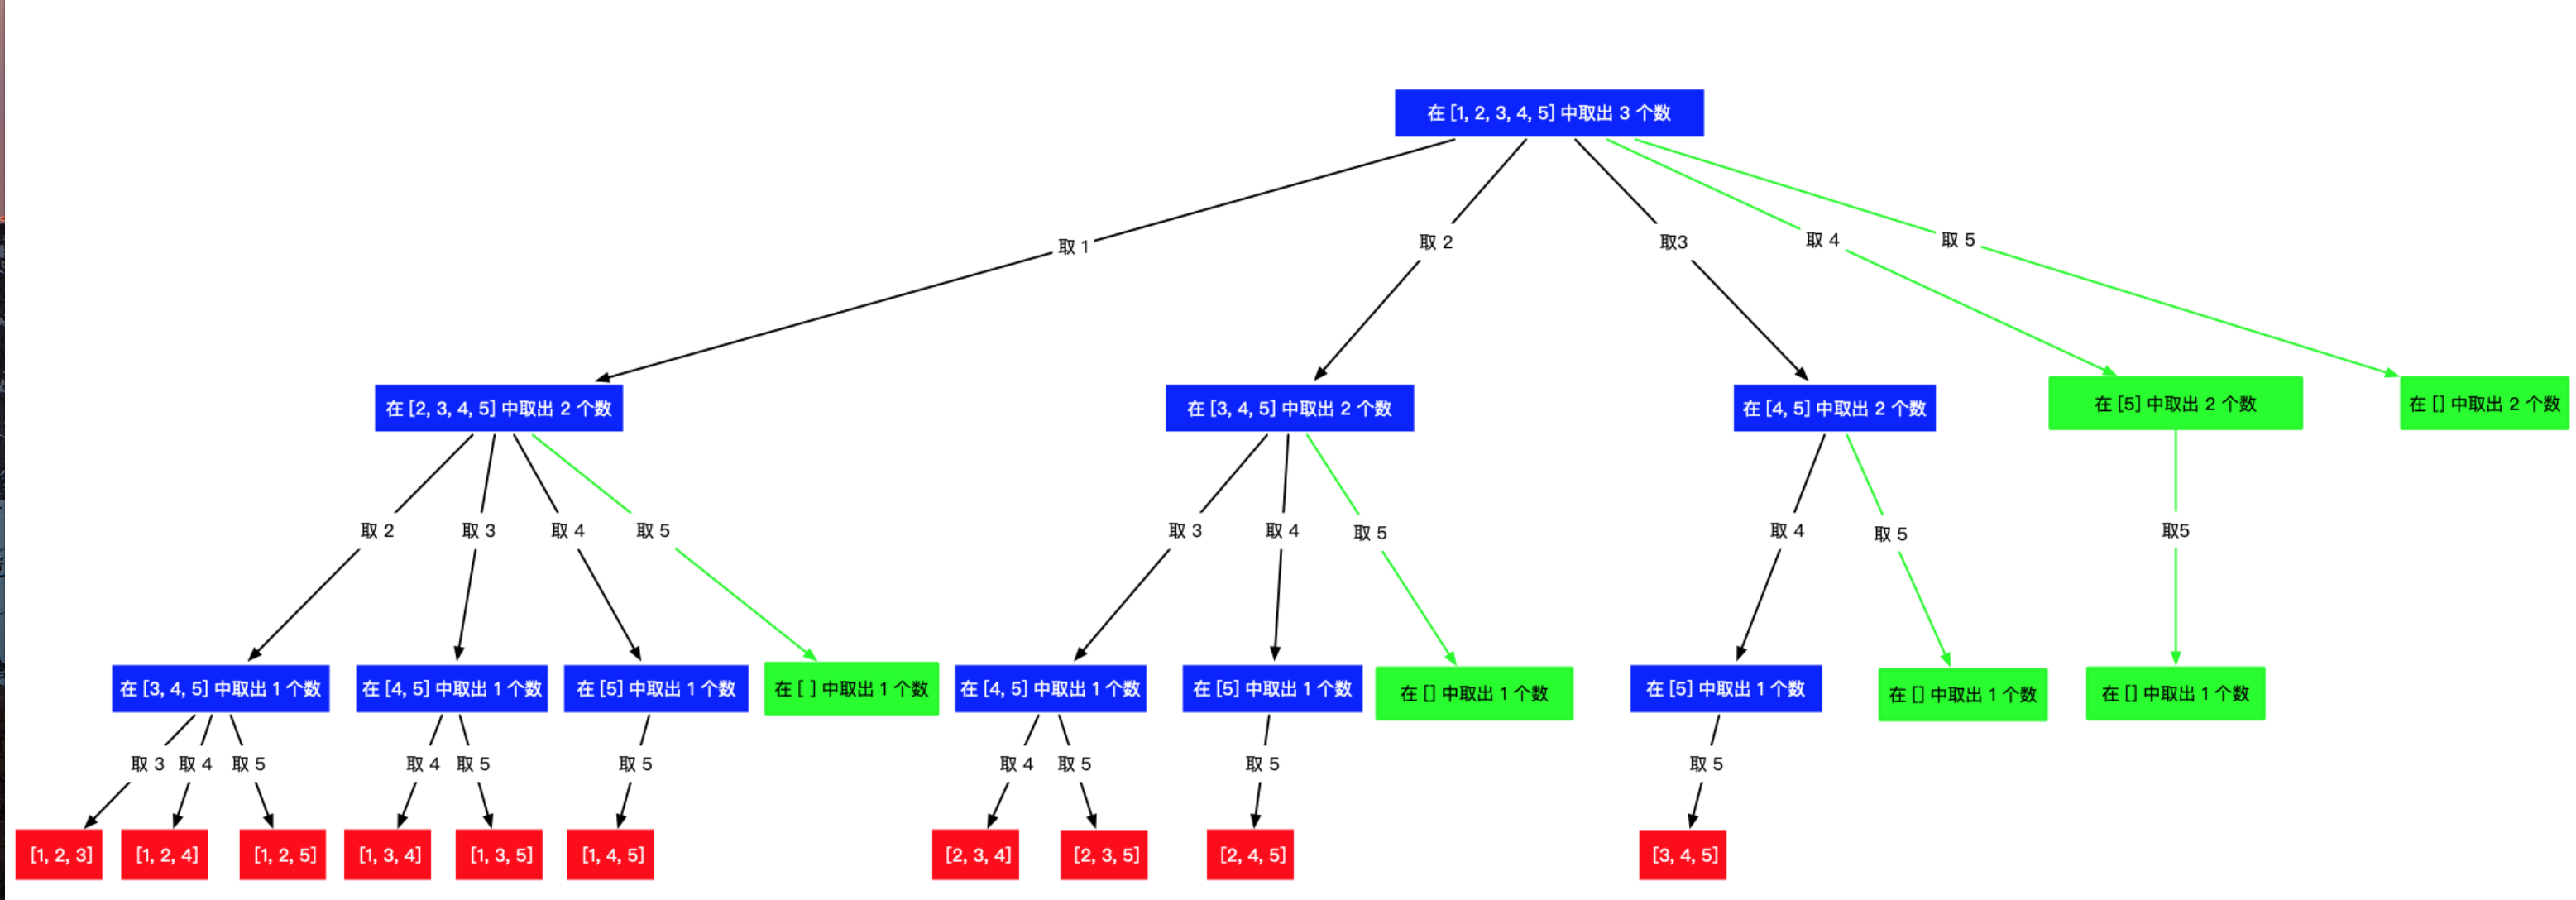 在 [1, 2, 3, 4, 5] 中取出 3 个数
取 1
取 2
取3
取 4
取 5
在 [2, 3, 4, 5] 中取出 2 个数
在 [3, 4, 5] 中取出 2 个数
在 [4, 5] 中取出 2 个数
在 [5] 中取出 2 个数
在 [] 中取出 2 个数
取 2
取 3
取 4
取 5
取 3
取 4
取 5
取 4
取 5
取5
在 [3, 4, 5] 中取出 1 个数
在 [4, 5] 中取出 1 个数
在 [5] 中取出 1 个数
在 [ ] 中取出 1 个数
在 [4, 5] 中取出 1 个数
在 [5] 中取出 1 个数
在 [] 中取出 1 个数
在 [5] 中取出 1 个数
在 [] 中取出 1 个数
在 [] 中取出 1 个数
取 3
取 4
取 5
取 4
取 5
取 5
取 4
取 5
取 5
取 5
[1, 2, 3]
[1, 2, 4]
[1, 2, 5]
[1, 3, 4]
[1, 3, 5]
[1, 4, 5]
[2, 3, 4]
[2, 3, 5]
[2, 4, 5]
[3, 4, 5]